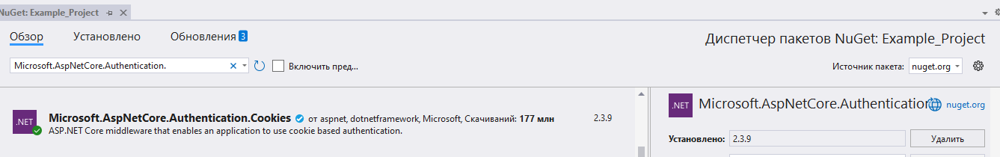 NuGet: Example_Project
Обзор Установлено Обновления 3
Диспетчер пакетов NuGet: Example_Project
Microsoft.AspNetCore.Authentication.
Включить пред...
Источник пакета: nuget.org
.NET
Microsoft.AspNetCore.Authentication.Cookies от aspnet, dotnetframework, Microsoft, Скачиваний: 177 млн 2.3.9
ASP.NET Core middleware that enables an application to use cookie based authentication.
.NET Microsoft.AspNetCore.Authentication nuget.org
Установлено: 2.3.9 Удалить